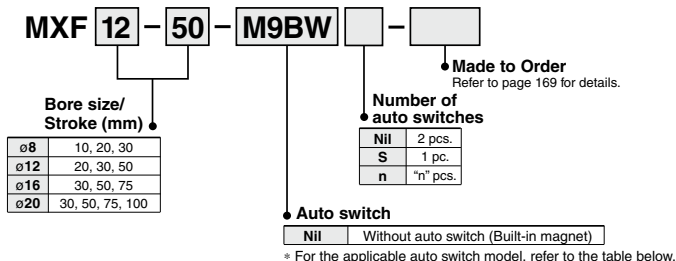 MXF 12 – 50 – M9BW –
Made to Order
Refer to page 169 for details.
Number of
auto switches
Nil 2 pcs.
S 1 pc.
n “n” pcs.
Bore size/
Stroke (mm)
ø8 10, 20, 30
ø12 20, 30, 50
ø16 30, 50, 75
ø20 30, 50, 75, 100
Auto switch
Nil Without auto switch (Built-in magnet)
∗ For the applicable auto switch model, refer to the table below.